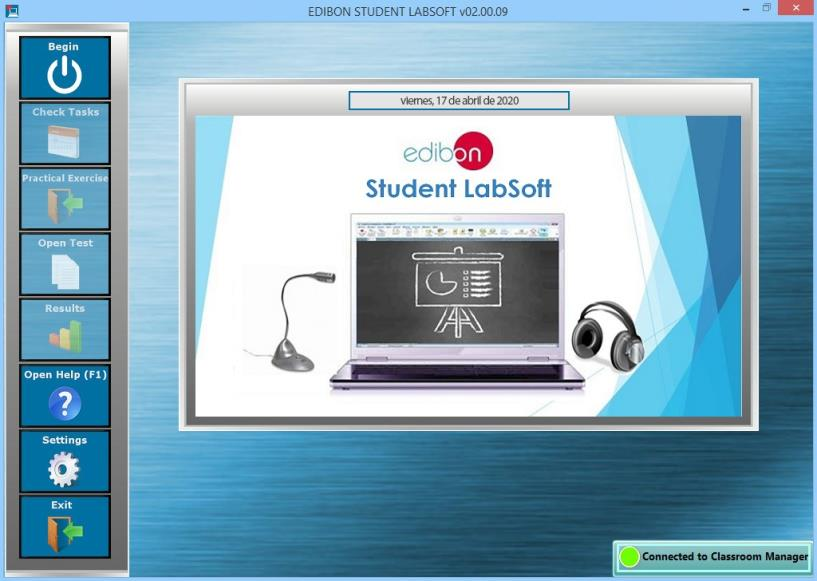 EDIBON STUDENT LABSOFT v02.00.09
Begin
Check Tasks
Practical Exercise
Open Test
Results
Open Help (F1)
Settings
Exit
viernes, 17 de abril de 2020
edibon
Student LabSoft
Connected to Classroom Manager